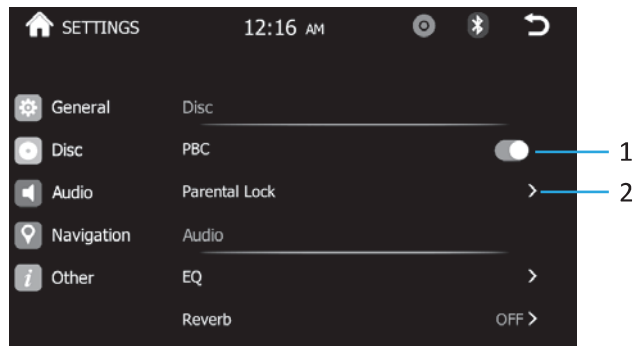 SETTINGS 12:16 AM
General Disc
Disc PBC 1
Audio Parental Lock 2
Navigation Audio
Other EQ
Reverb OFF